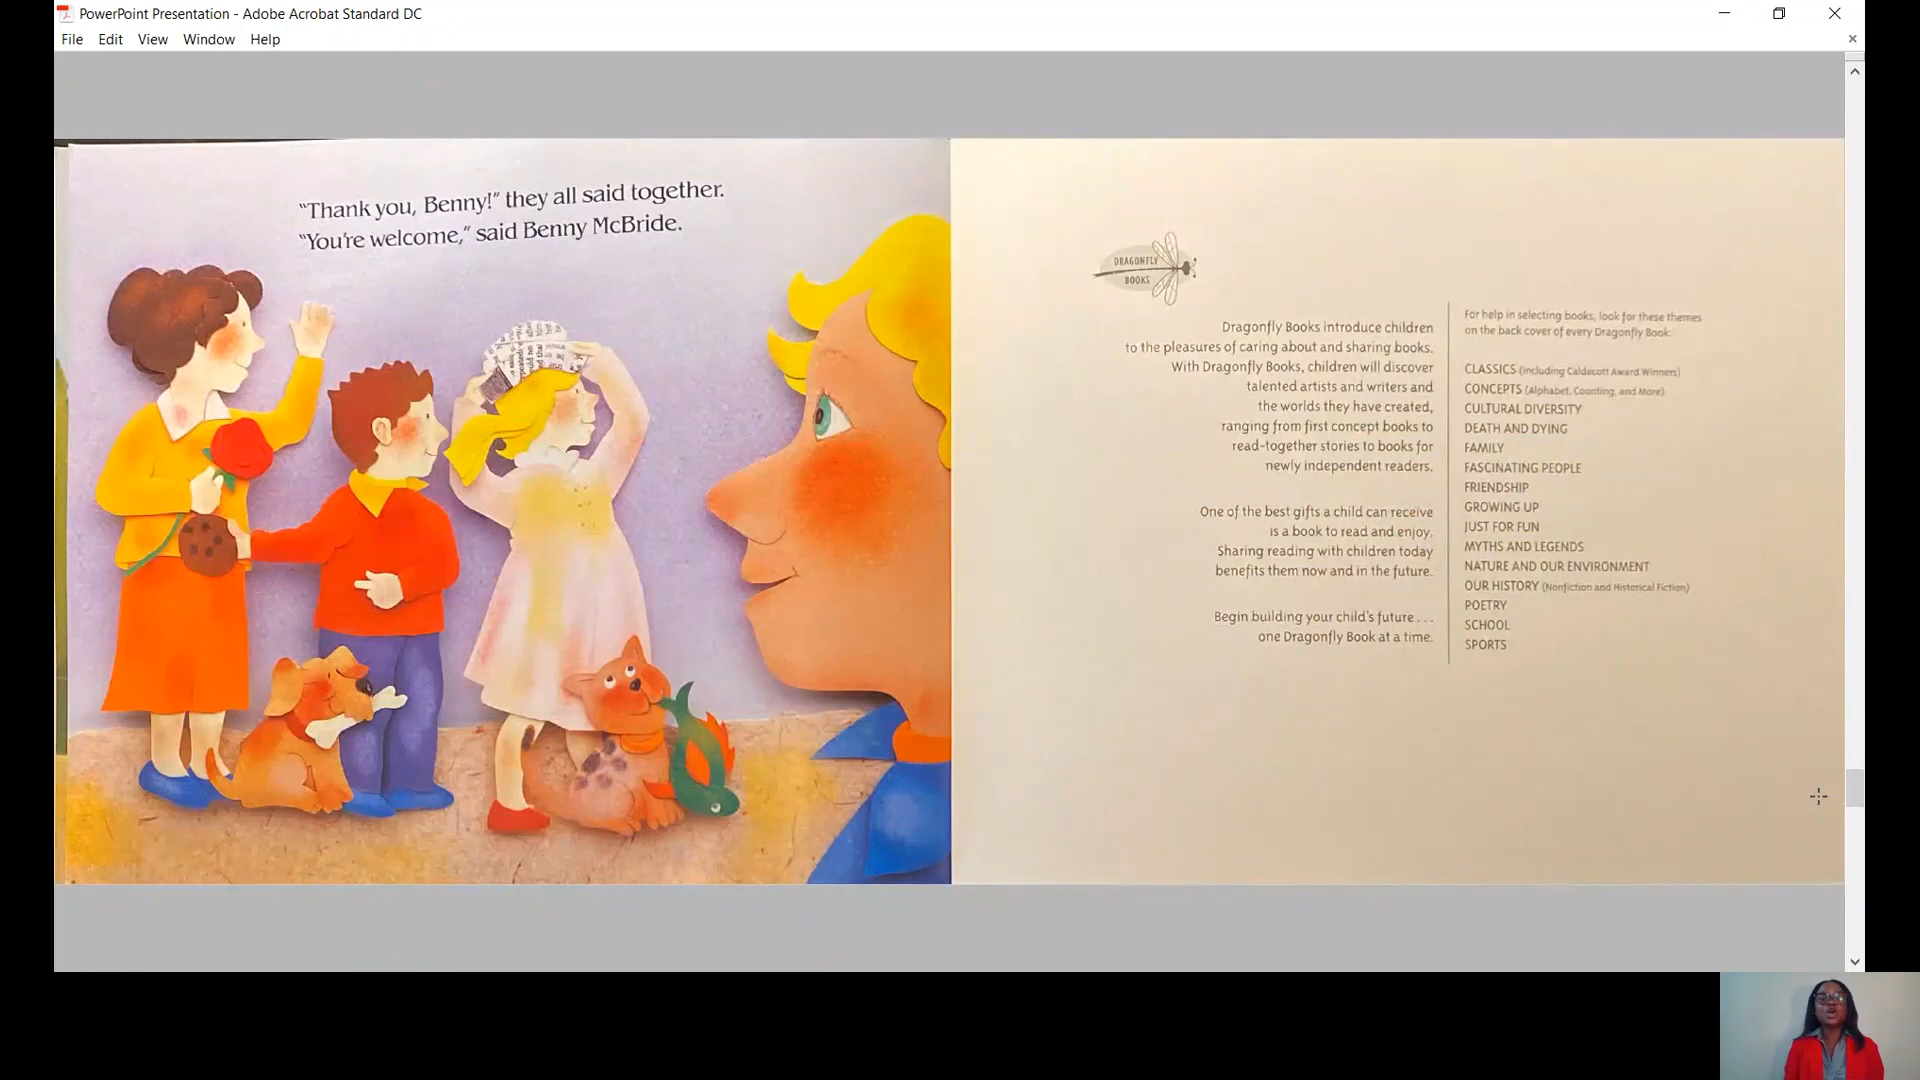 PowerPoint Presentation - Adobe Acrobat Standard DC
File Edit View Window Help
"Thank you, Benny!" they all said together.
"You're welcome," said Benny McBride.
DRAGONFLY
BOOKS
Dragonfly Books introduce children
to the pleasures of caring about and sharing books.
With Dragonfly Books, children will discover
talented artists and writers and
the worlds they have created,
ranging from first concept books to
read-together stories to books for
newly independent readers.
One of the best gifts a child can receive
is a book to read and enjoy.
Sharing reading with children today
benefits them now and in the future.
Begin building your child's future . . .
one Dragonfly Book at a time.
For help in selecting books, look for these themes
on the back cover of every Dragonfly Book:
CLASSICS (Including Caldecott Award Winners)
CONCEPTS (Alphabet, Counting, and More)
CULTURAL DIVERSITY
DEATH AND DYING
FAMILY
FASCINATING PEOPLE
FRIENDSHIP
GROWING UP
JUST FOR FUN
MYTHS AND LEGENDS
NATURE AND OUR ENVIRONMENT
OUR HISTORY (Nonfiction and Historical Fiction)
POETRY
SCHOOL
SPORTS